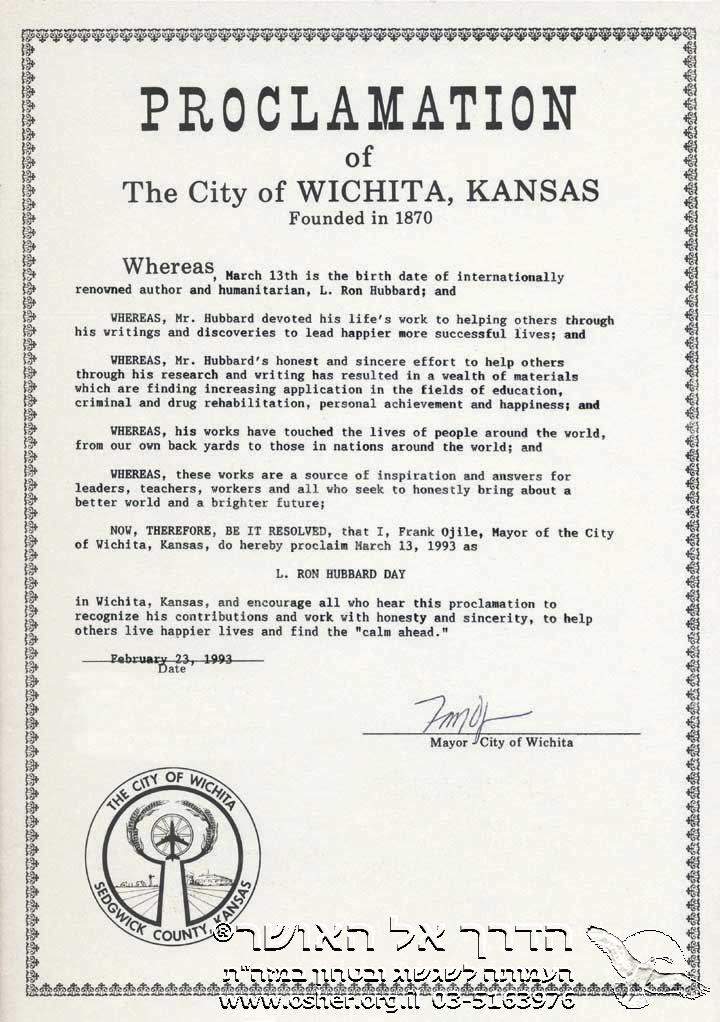 PROCLAMATION
of
The City of WICHITA, KANSAS
Founded in 1870
Whereas, March 13th is the birth date of internationally
renowned author and humanitarian, L. Ron Hubbard; and
WHEREAS, Mr. Hubbard devoted his life's work to helping others through
his writings and discoveries to lead happier more successful lives; and
WHEREAS, Mr. Hubbard's honest and sincere effort to help others
through his research and writing has resulted in a wealth of materials
which are finding increasing application in the fields of education,
criminal and drug rehabilitation, personal achievement and happiness; and
WHEREAS, his works have touched the lives of people around the world,
from our own back yards to those in nations around the world; and
WHEREAS, these works are a source of inspiration and answers for
leaders, teachers, workers and all who seek to honestly bring about a
better world and a brighter future;
NOW, THEREFORE, BE IT RESOLVED, that I, Frank Ojile, Mayor of the City
of Wichita, Kansas, do hereby proclaim March 13, 1993 as
L. RON HUBBARD DAY
in Wichita, Kansas, and encourage all who hear this proclamation to
recognize his contributions and work with honesty and sincerity, to help
others live happier lives and find the "calm ahead."
February 23, 1993
Date
Mayor - City of Wichita
THE CITY OF WICHITA
SEDGWICK COUNTY, KANSAS
הדרך אל האושר®
העמותה לשגשוג ובטחון במזה"ת
www.osher.org.il 03-5163976